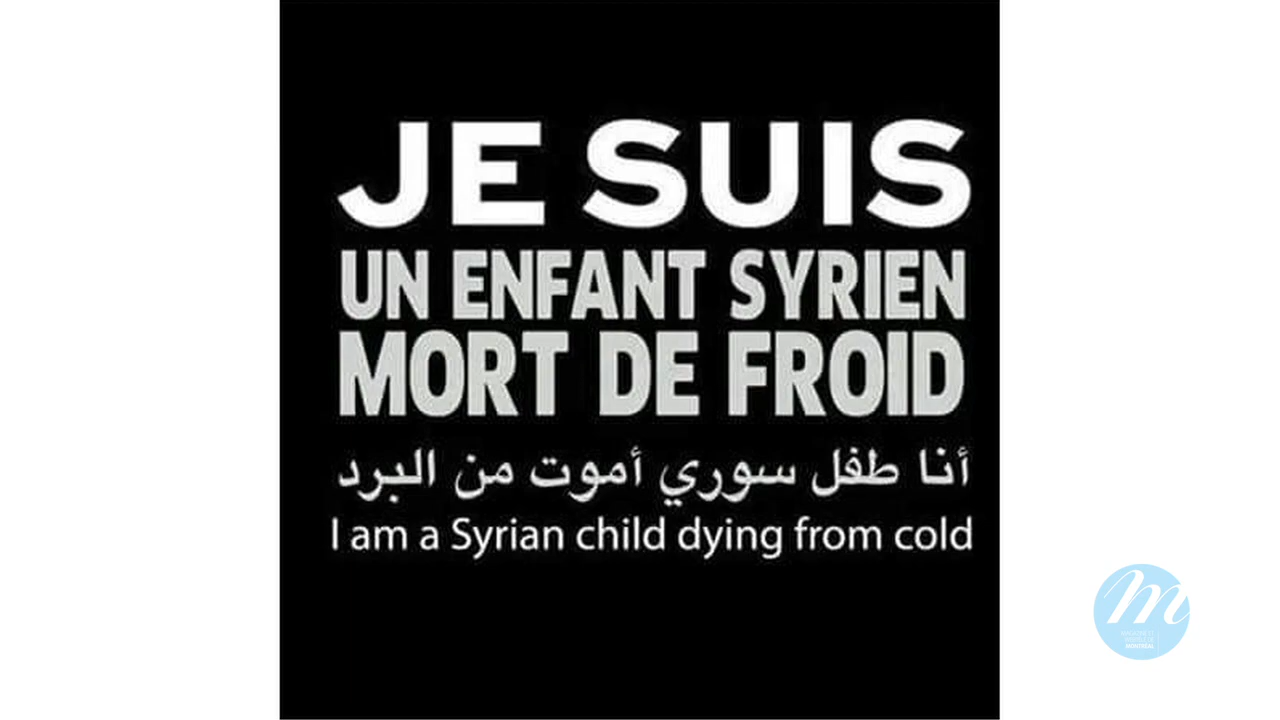 JE SUIS
UN ENFANT SYRIEN
MORT DE FROID
أنا طفل سوري أموت من البرد
I am a Syrian child dying from cold
m
MONTRÉAL